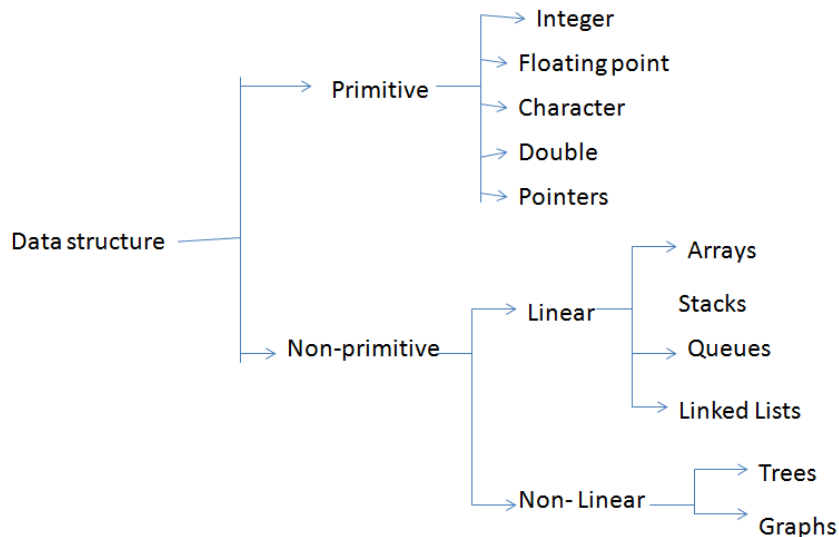 Integer
Floating point
Primitive
Character
Double
Pointers
Data structure
Arrays
Linear
Stacks
Non-primitive
Queues
Linked Lists
Trees
Non- Linear
Graphs